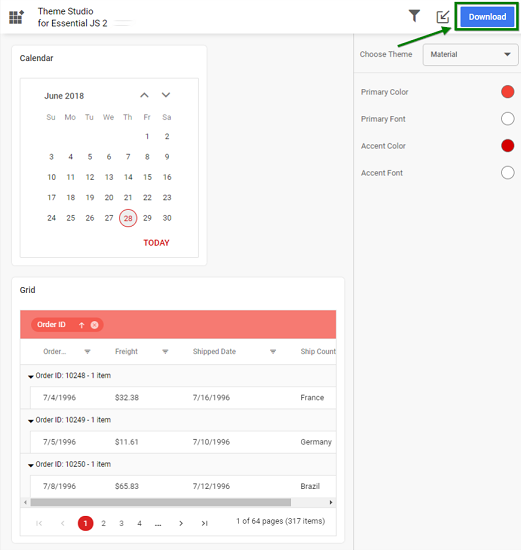 Theme Studio
for Essential JS 2
Download
Calendar
Choose Theme Material
June 2018
Su Mo Tu We Th Fr Sa
1 2
3 4 5 6 7 8 9
10 11 12 13 14 15 16
17 18 19 20 21 22 23
24 25 26 27 28 29 30
TODAY
Primary Color
Primary Font
Accent Color
Accent Font
Grid
Order ID
Order... Freight Shipped Date Ship Count
Order ID: 10248 - 1 item
7/4/1996 $32.38 7/16/1996 France
Order ID: 10249 - 1 item
7/5/1996 $11.61 7/10/1996 Germany
Order ID: 10250 - 1 item
7/8/1996 $65.83 7/12/1996 Brazil
1 2 3 4 ... 1 of 64 pages (317 items)